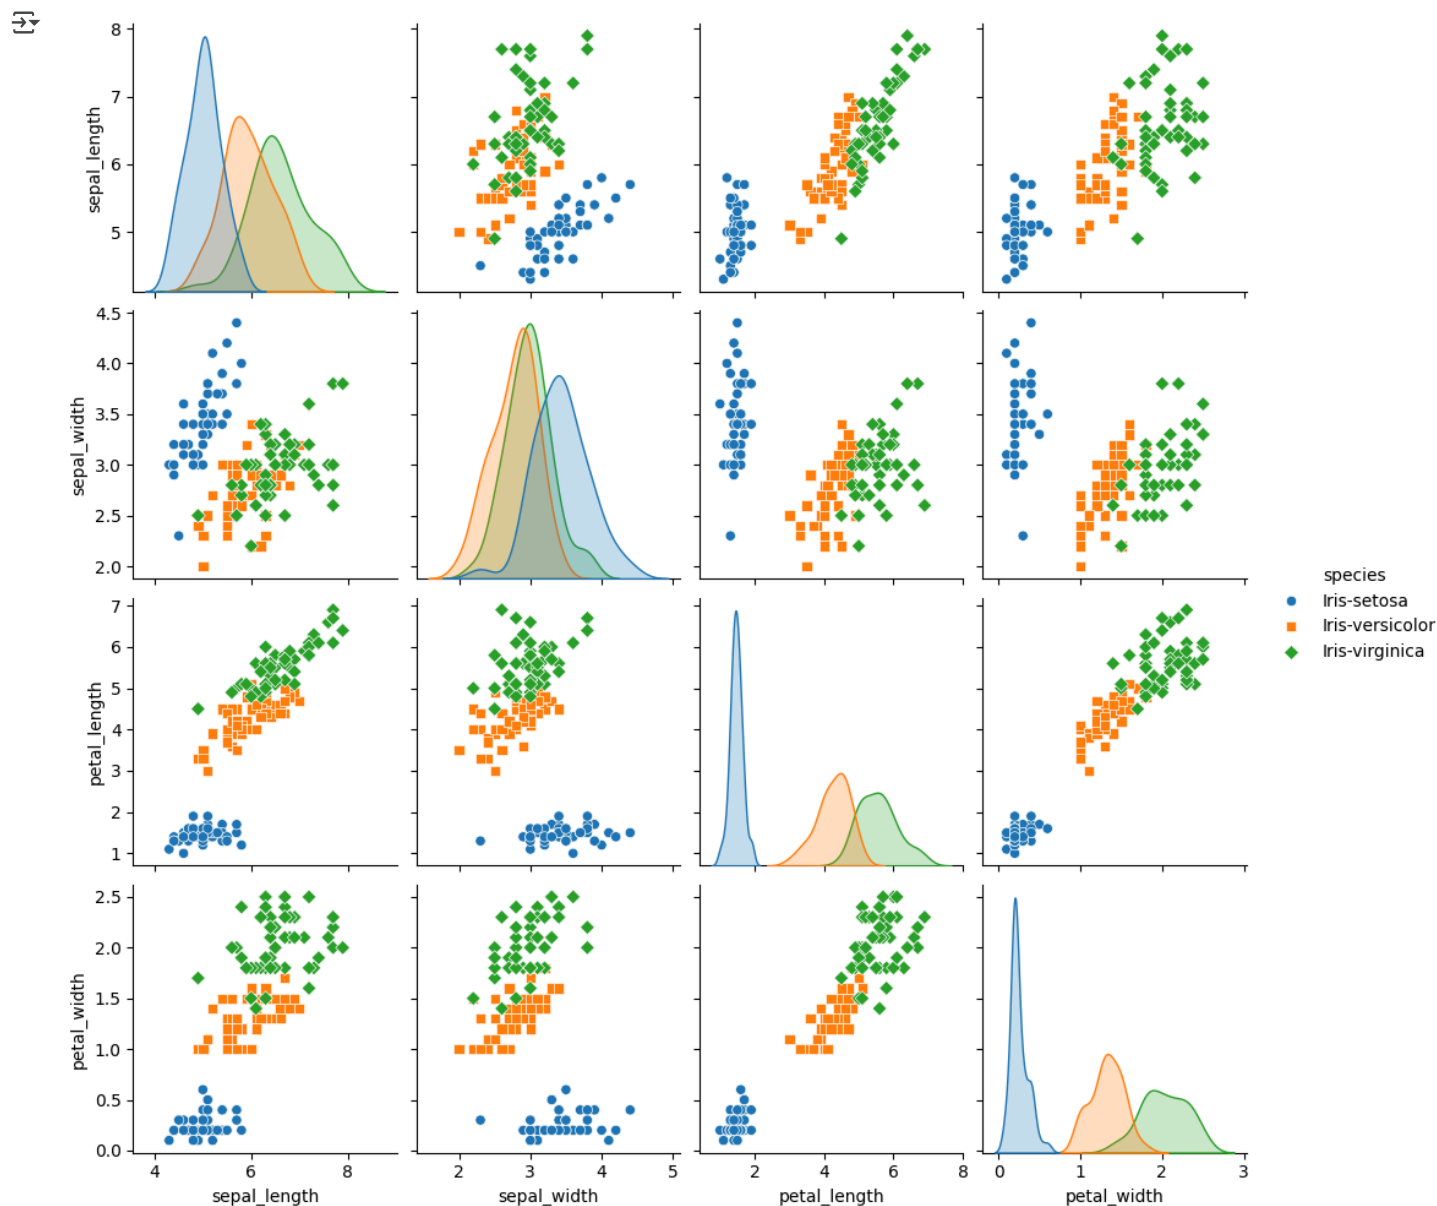 8
7
6
5
sepal_length
4.5
4.0
3.5
3.0
2.5
2.0
sepal_width
7
6
5
4
3
2
1
petal_length
2.5
2.0
1.5
1.0
0.5
0.0
petal_width
species
Iris-setosa
Iris-versicolor
Iris-virginica
4 6 8
2 3 4 5
2 4 6 8
0 1 2 3
sepal_length
sepal_width
petal_length
petal_width